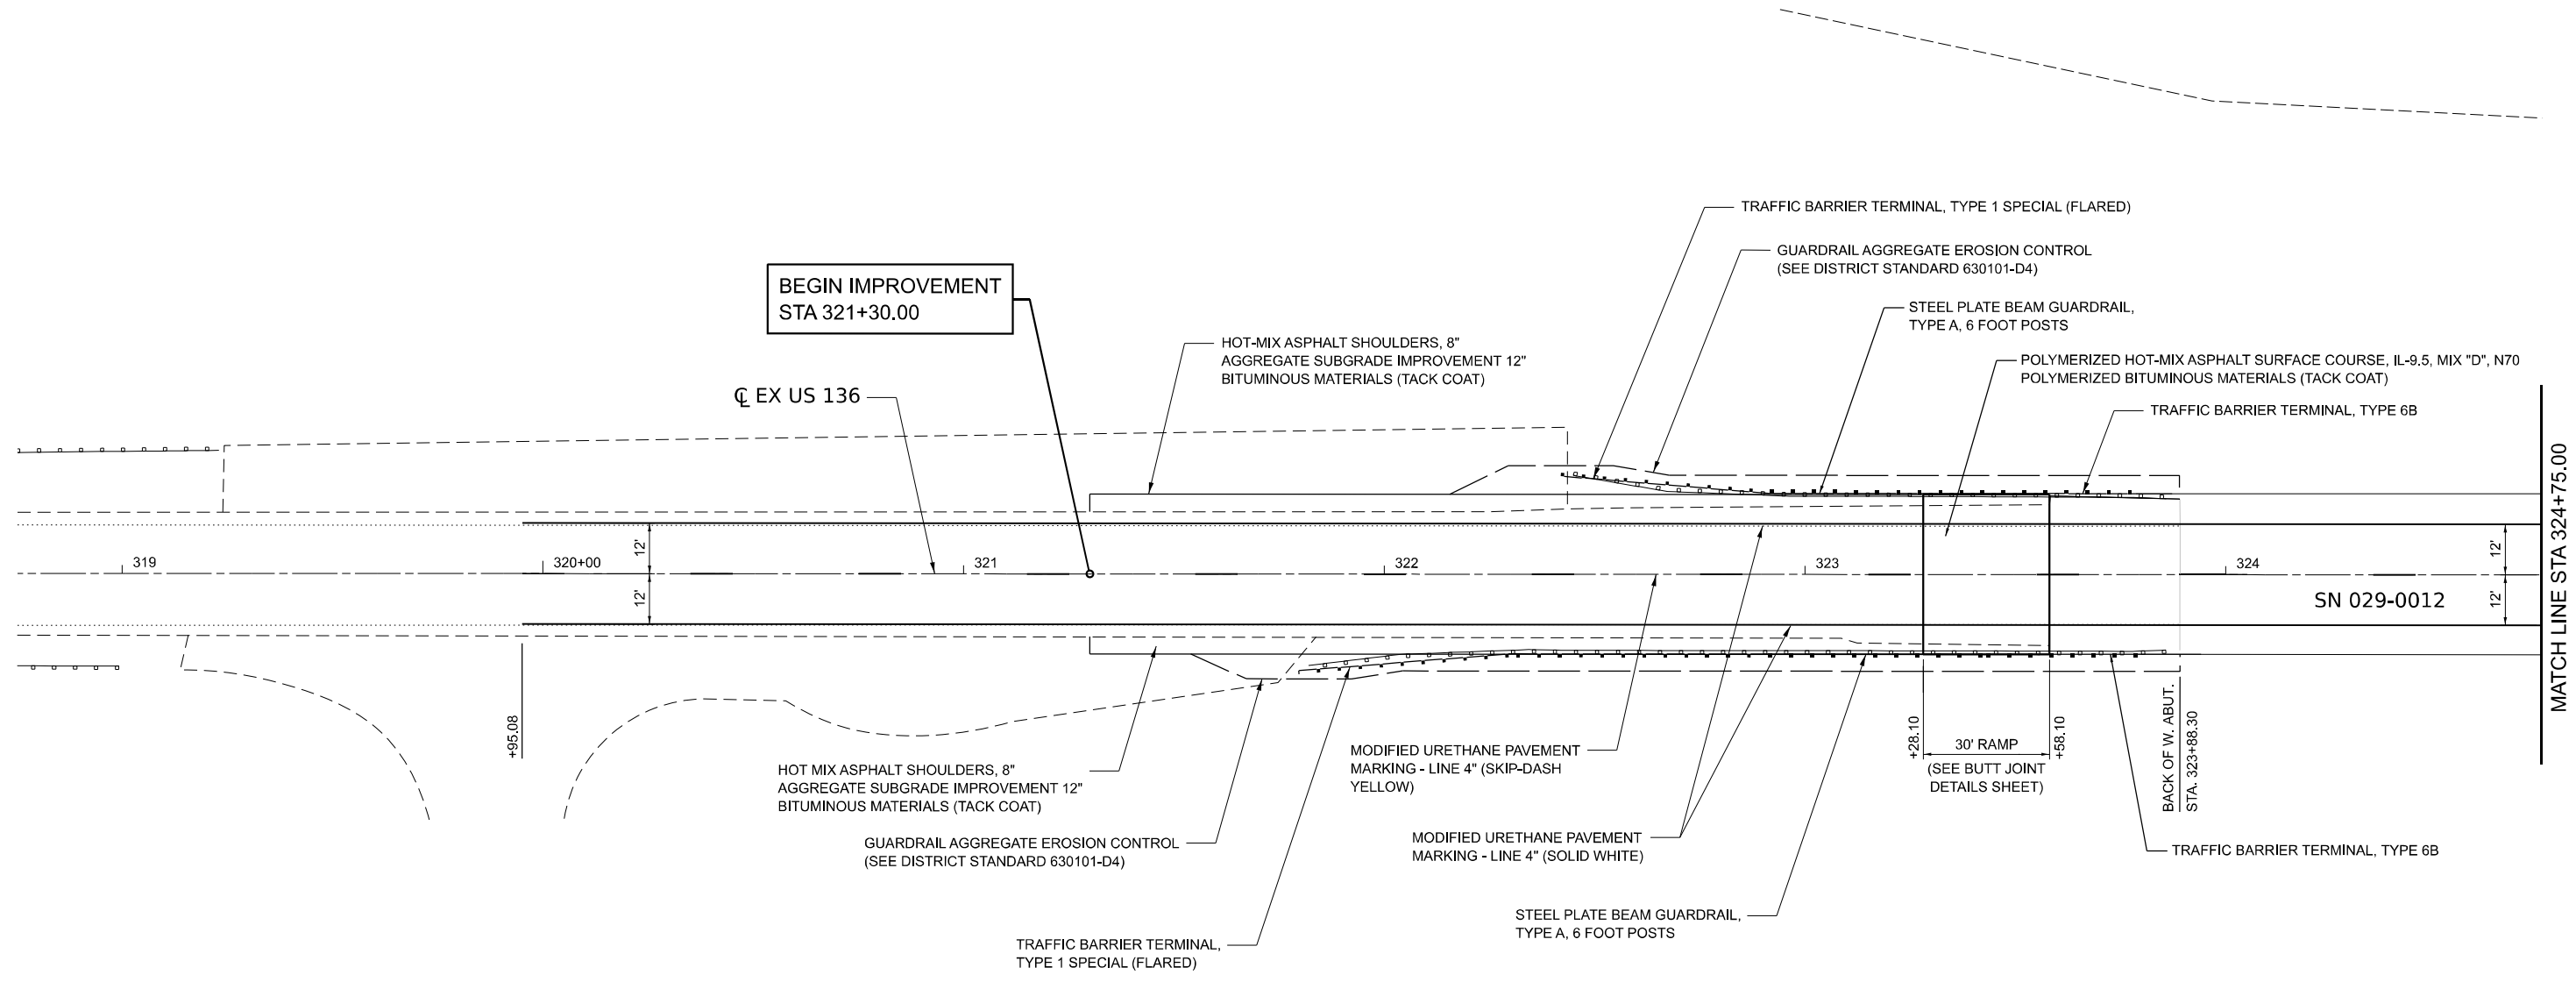 TRAFFIC BARRIER TERMINAL, TYPE 1 SPECIAL (FLARED)
GUARDRAIL AGGREGATE EROSION CONTROL
(SEE DISTRICT STANDARD 630101-D4)
BEGIN IMPROVEMENT
STA 321+30.00
STEEL PLATE BEAM GUARDRAIL,
TYPE A, 6 FOOT POSTS
HOT-MIX ASPHALT SHOULDERS, 8"
AGGREGATE SUBGRADE IMPROVEMENT 12"
BITUMINOUS MATERIALS (TACK COAT)
POLYMERIZED HOT-MIX ASPHALT SURFACE COURSE, IL-9.5, MIX "D", N70
POLYMERIZED BITUMINOUS MATERIALS (TACK COAT)
℄ EX US 136
TRAFFIC BARRIER TERMINAL, TYPE 6B
MATCH LINE STA 324+75.00
319
320+00
321
322
323
324
12'
12'
12'
12'
SN 029-0012
+95.08
+28.10
30' RAMP
+58.10
(SEE BUTT JOINT
DETAILS SHEET)
BACK OF W. ABUT.
STA. 323+88.30
HOT MIX ASPHALT SHOULDERS, 8"
AGGREGATE SUBGRADE IMPROVEMENT 12"
BITUMINOUS MATERIALS (TACK COAT)
MODIFIED URETHANE PAVEMENT
MARKING - LINE 4" (SKIP-DASH
YELLOW)
GUARDRAIL AGGREGATE EROSION CONTROL
(SEE DISTRICT STANDARD 630101-D4)
MODIFIED URETHANE PAVEMENT
MARKING - LINE 4" (SOLID WHITE)
TRAFFIC BARRIER TERMINAL, TYPE 6B
STEEL PLATE BEAM GUARDRAIL,
TYPE A, 6 FOOT POSTS
TRAFFIC BARRIER TERMINAL,
TYPE 1 SPECIAL (FLARED)